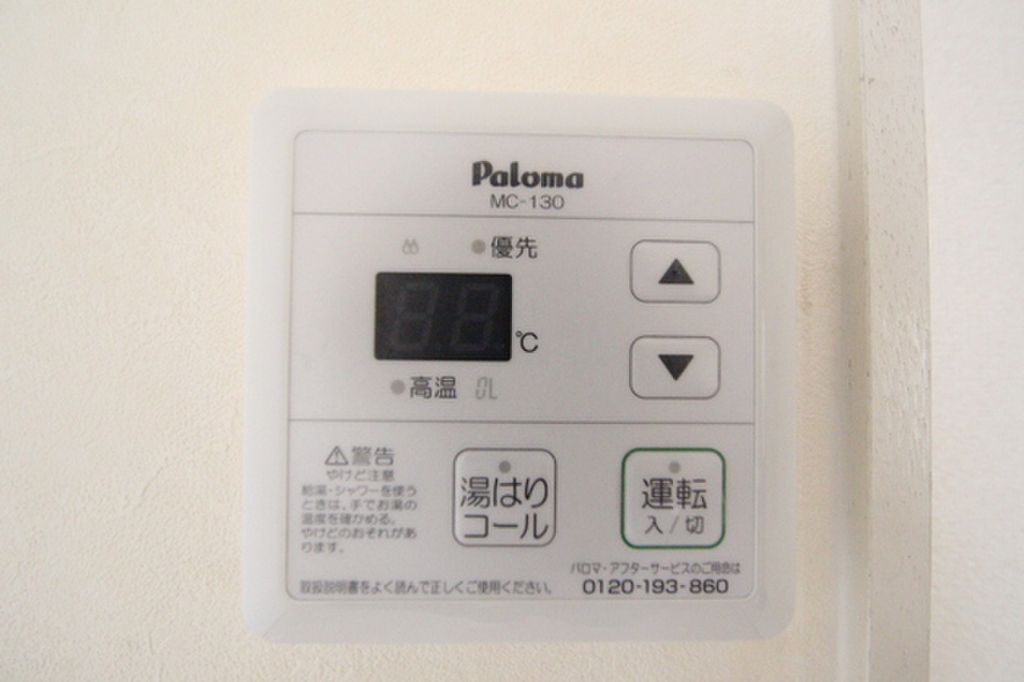 Paloma
MC-130
優先
℃
高温 0L
⚠警告
やけど注意
給湯・シャワーを使う
ときは、手でお湯の
温度を確かめる。
やけどのおそれがあ
ります。
湯はり
コール
運転
入/切
パロマ・アフターサービスのご用命は
0120-193-860
取扱説明書をよく読んで正しくご使用ください。